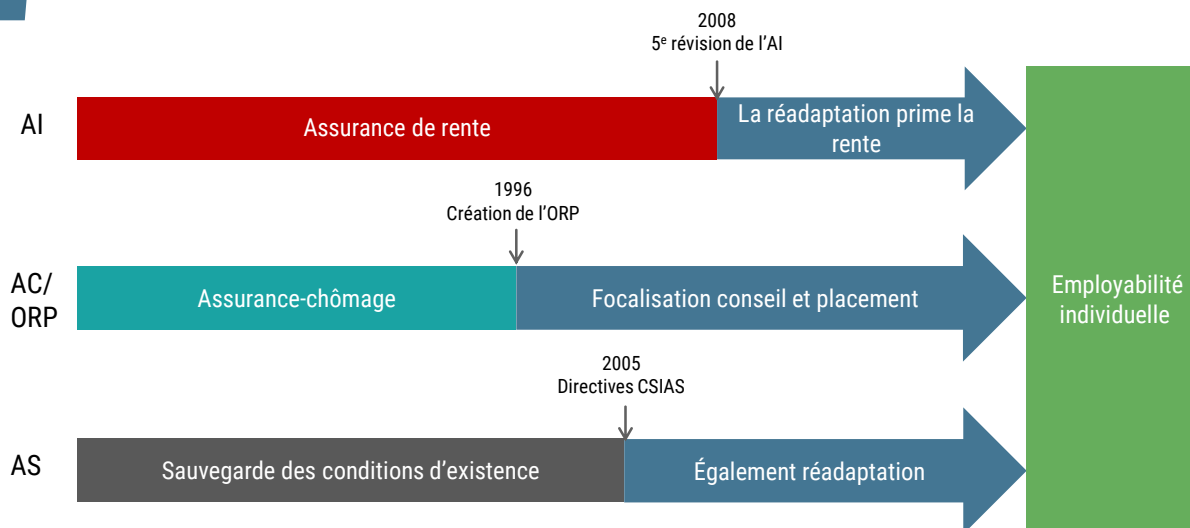 2008
5e révision de l’AI
AI
Assurance de rente
La réadaptation prime la
rente
1996
Création de l’ORP
AC/
ORP
Assurance-chômage
Focalisation conseil et placement
Employabilité
individuelle
2005
Directives CSIAS
AS
Sauvegarde des conditions d’existence
Également réadaptation